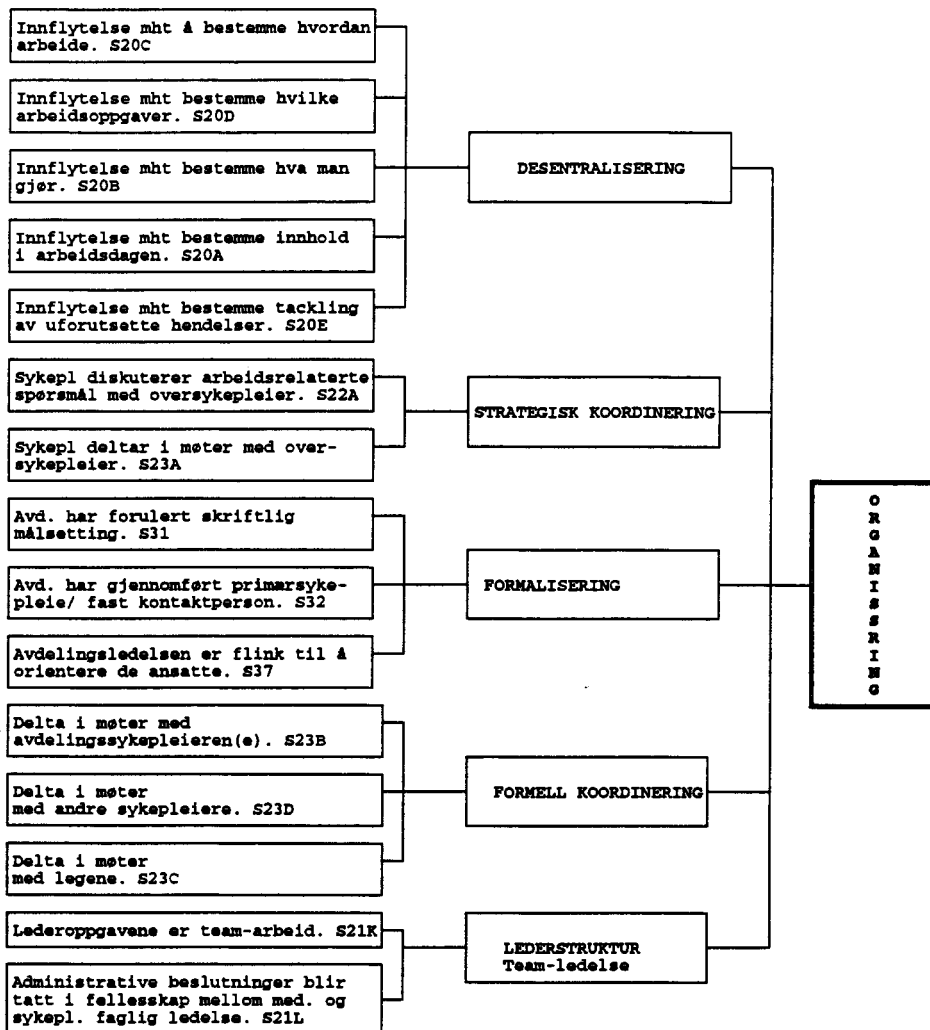 Innflytelse mht å bestemme hvordan
arbeide. S20C
Innflytelse mht bestemme hvilke
arbeidsoppgaver. S20D
Innflytelse mht bestemme hva man
gjør. S20B
Innflytelse mht bestemme innhold
i arbeidsdagen. S20A
Innflytelse mht bestemme tackling
av uforutsette hendelser. S20E
DESENTRALISERING
Sykepl diskuterer arbeidsrelaterte
spørsmål med oversykepleier. S22A
Sykepl deltar i møter med over-
sykepleier. S23A
STRATEGISK KOORDINERING
Avd. har forulert skriftlig
målsetting. S31
Avd. har gjennomført primærsyke-
pleie/ fast kontaktperson. S32
Avdelingsledelsen er flink til å
orientere de ansatte. S37
FORMALISERING
Delta i møter med
avdelingssykepleieren(e). S23B
Delta i møter
med andre sykepleiere. S23D
Delta i møter
med legene. S23C
FORMELL KOORDINERING
Lederoppgavene er team-arbeid. S21K
Administrative beslutninger blir
tatt i fellesskap mellom med. og
sykepl. faglig ledelse. S21L
LEDERSTRUKTUR
Team-ledelse
O
R
G
A
N
I
S
S
R
I
N
G